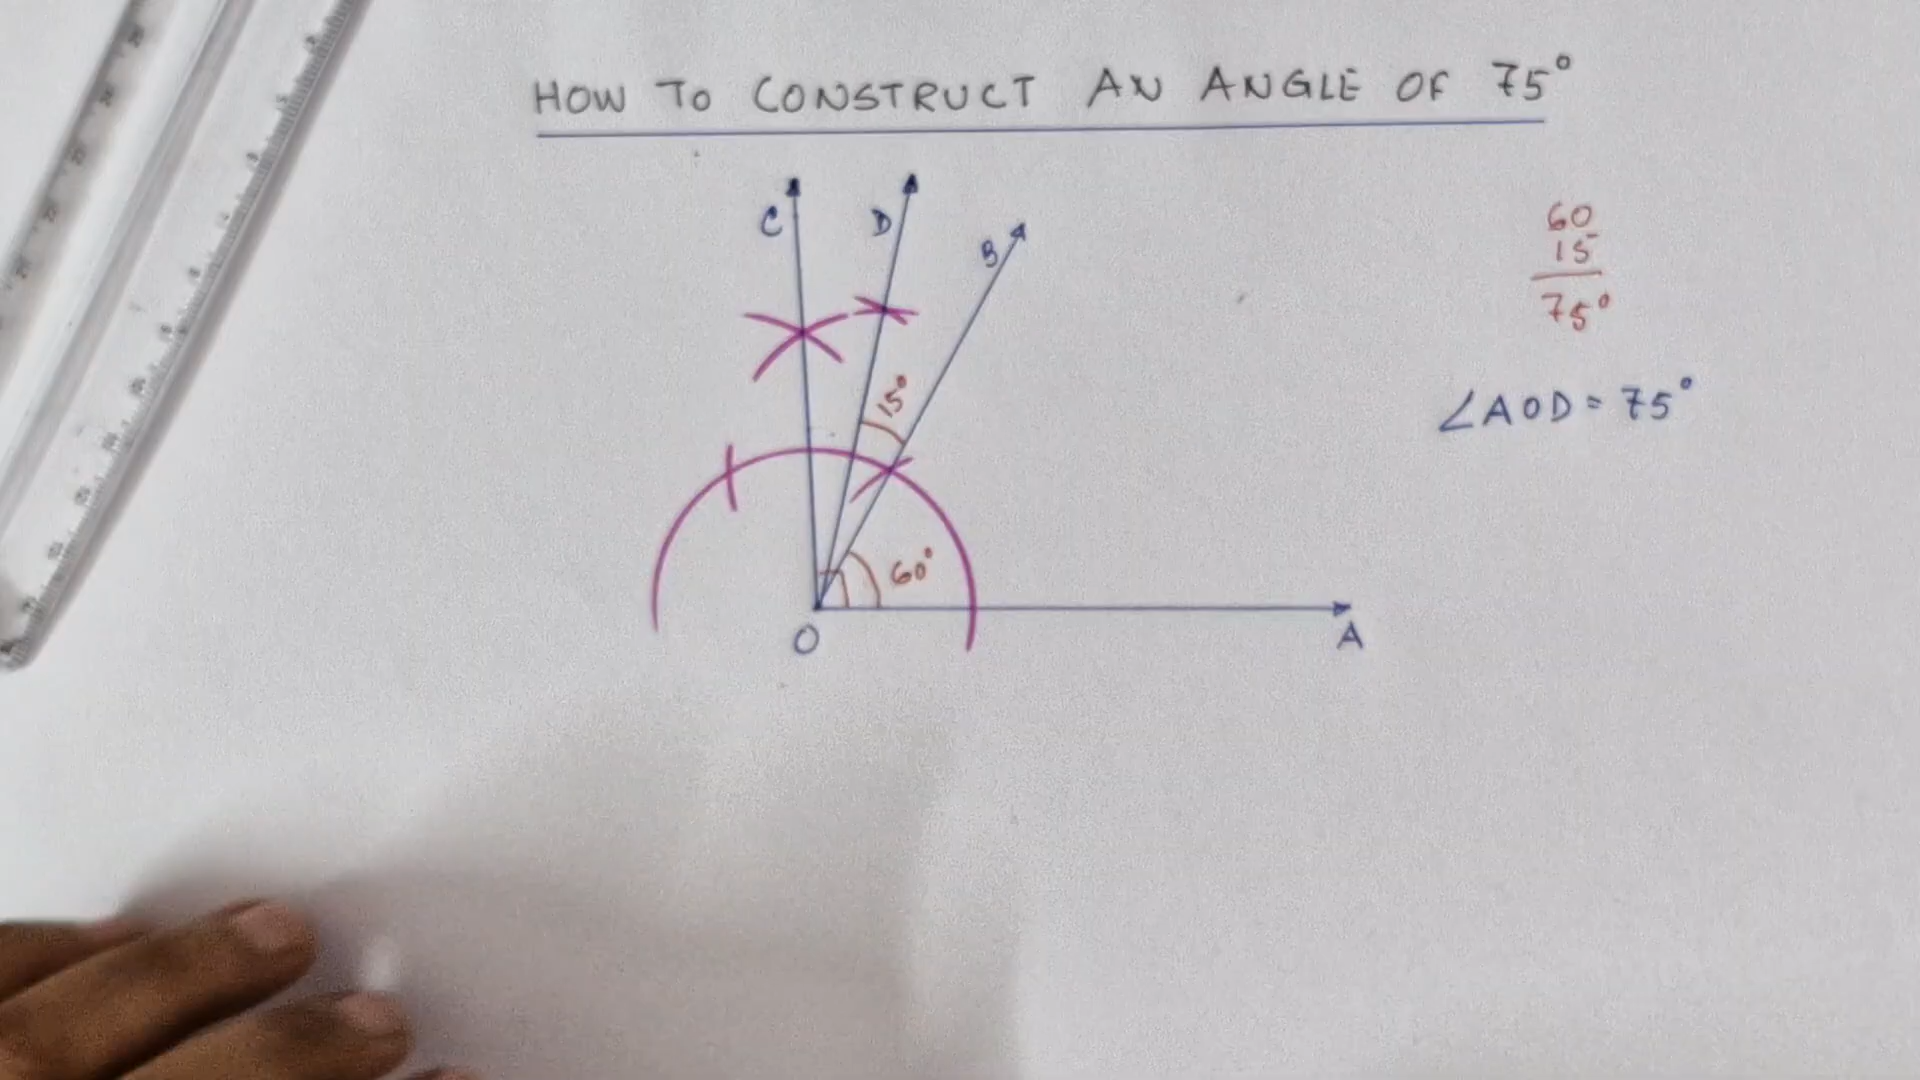 HOW TO CONSTRUCT AN ANGLE OF 75°
C
D
B
60
15
75°
15°
∠AOD = 75°
60°
O
A